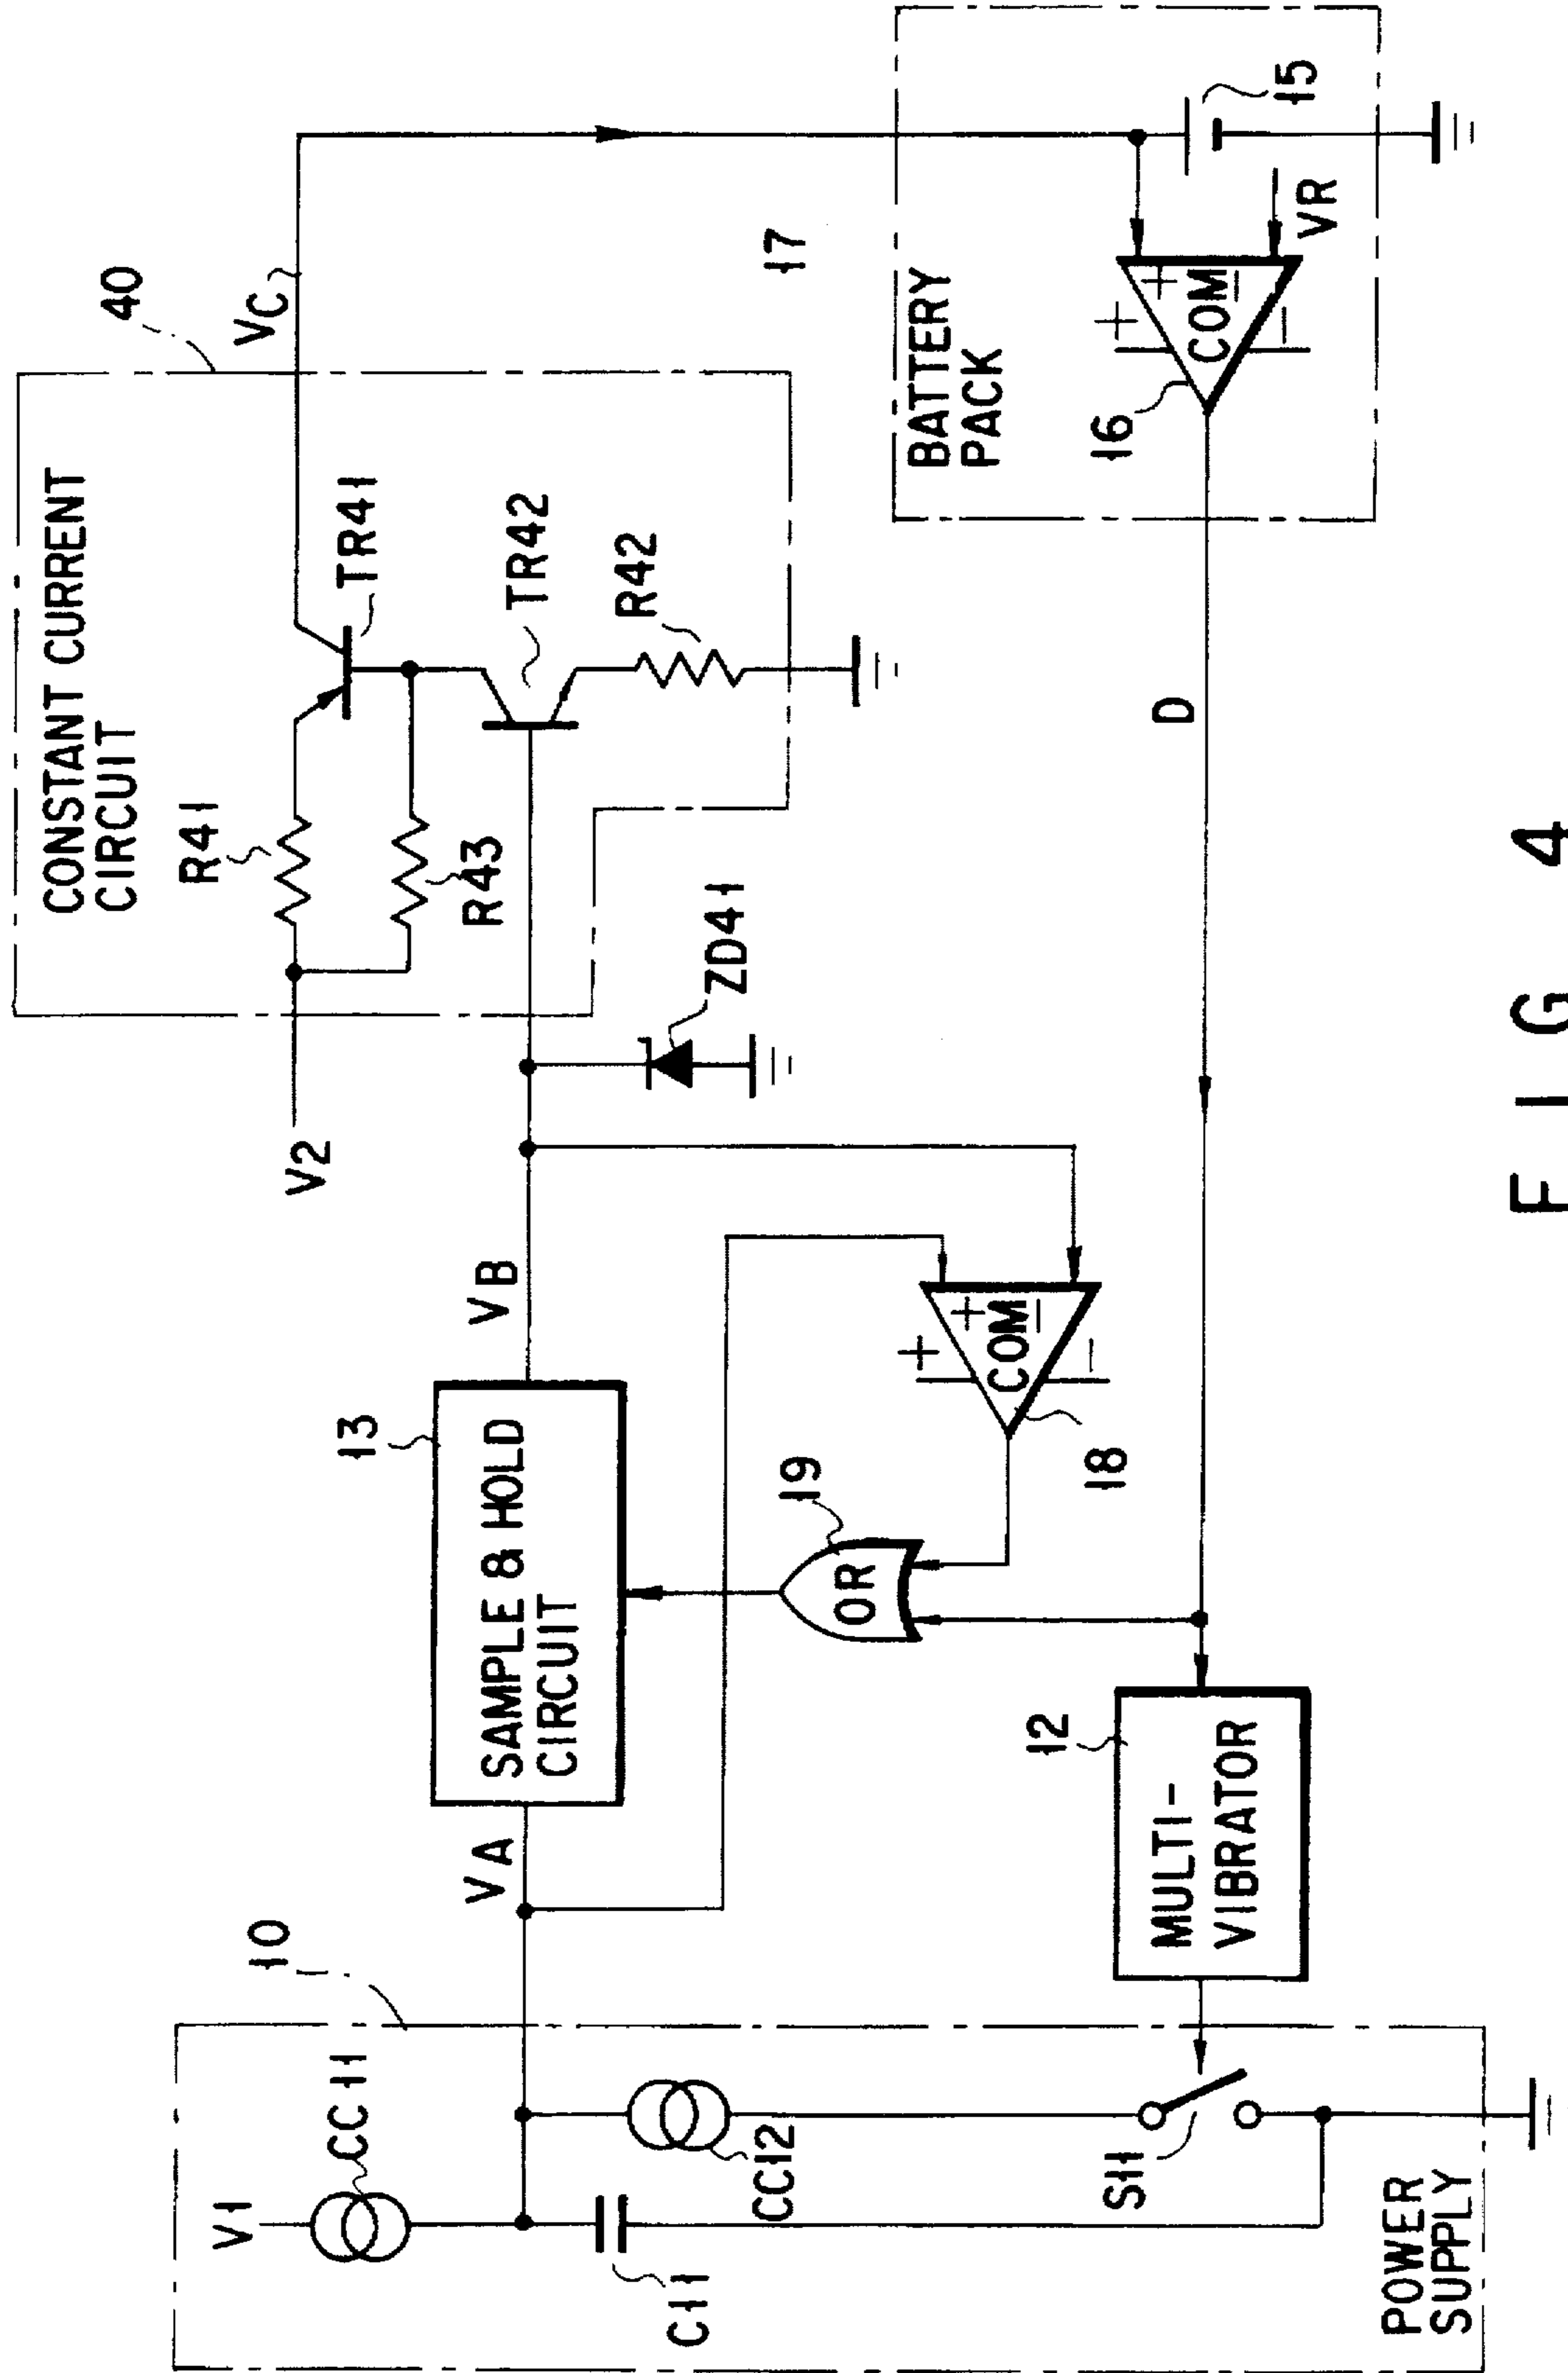 CONSTANT CURRENT
CIRCUIT
40
VC
V2
R41
TR41
R43
TR42
R42
ZD41
17
13
VA
SAMPLE & HOLD
CIRCUIT
VB
10
V1
CC11
C11
CC12
S11
POWER
SUPPLY
19
OR
+
+
COM
−
−
18
12
MULTI-
VIBRATOR
D
BATTERY
PACK
16
+
+
COM
−
−
VR
15
FIG 4